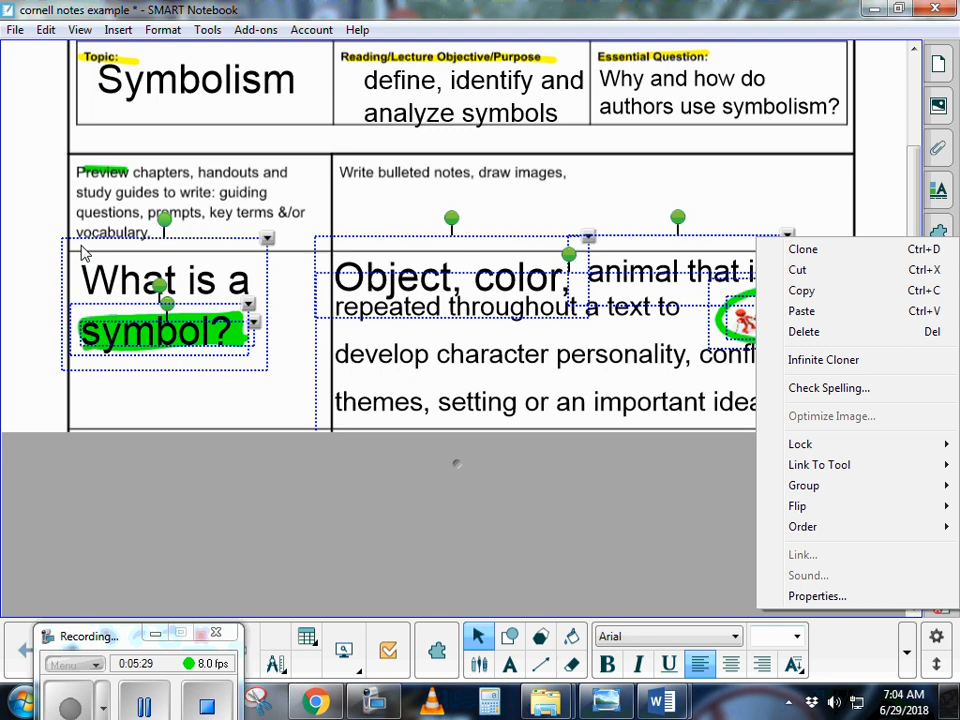 cornell notes example * - SMART Notebook
File Edit View Insert Format Tools Add-ons Account Help
Topic: Reading/Lecture Objective/Purpose Essential Question:
Symbolism define, identify and Why and how do
analyze symbols authors use symbolism?
Preview chapters, handouts and Write bulleted notes, draw images,
study guides to write: guiding
questions, prompts, key terms &/or
vocabulary.
What is a Object, color, animal that i
repeated throughout a text to
symbol?
develop character personality, conf
themes, setting or an important idea
Clone Ctrl+D
Cut Ctrl+X
Copy Ctrl+C
Paste Ctrl+V
Delete Del
Infinite Cloner
Check Spelling...
Optimize Image...
Lock
Link To Tool
Group
Flip
Order
Link...
Sound...
Properties...
Recording...
Menu 0:05:29 8.0 fps
Arial
B I U A
7:04 AM
6/29/2018